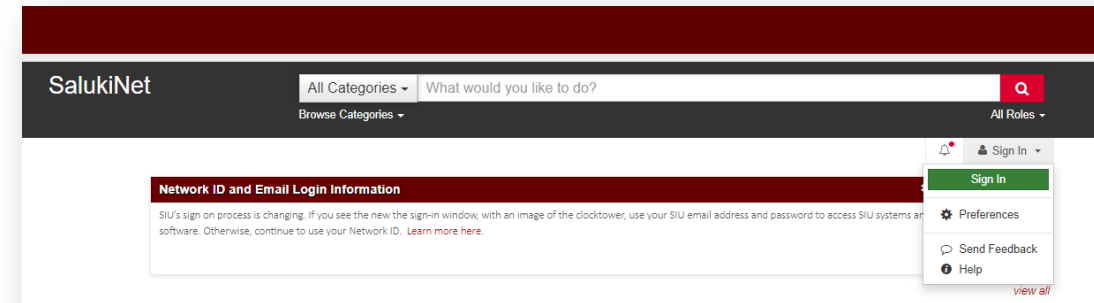 SalukiNet
All Categories
What would you like to do?
Browse Categories
All Roles
Sign In
Sign In
Network ID and Email Login Information
SIU's sign on process is changing. If you see the new the sign-in window, with an image of the clocktower, use your SIU email address and password to access SIU systems
software. Otherwise, continue to use your Network ID. Learn more here.
Preferences
Send Feedback
Help
view all